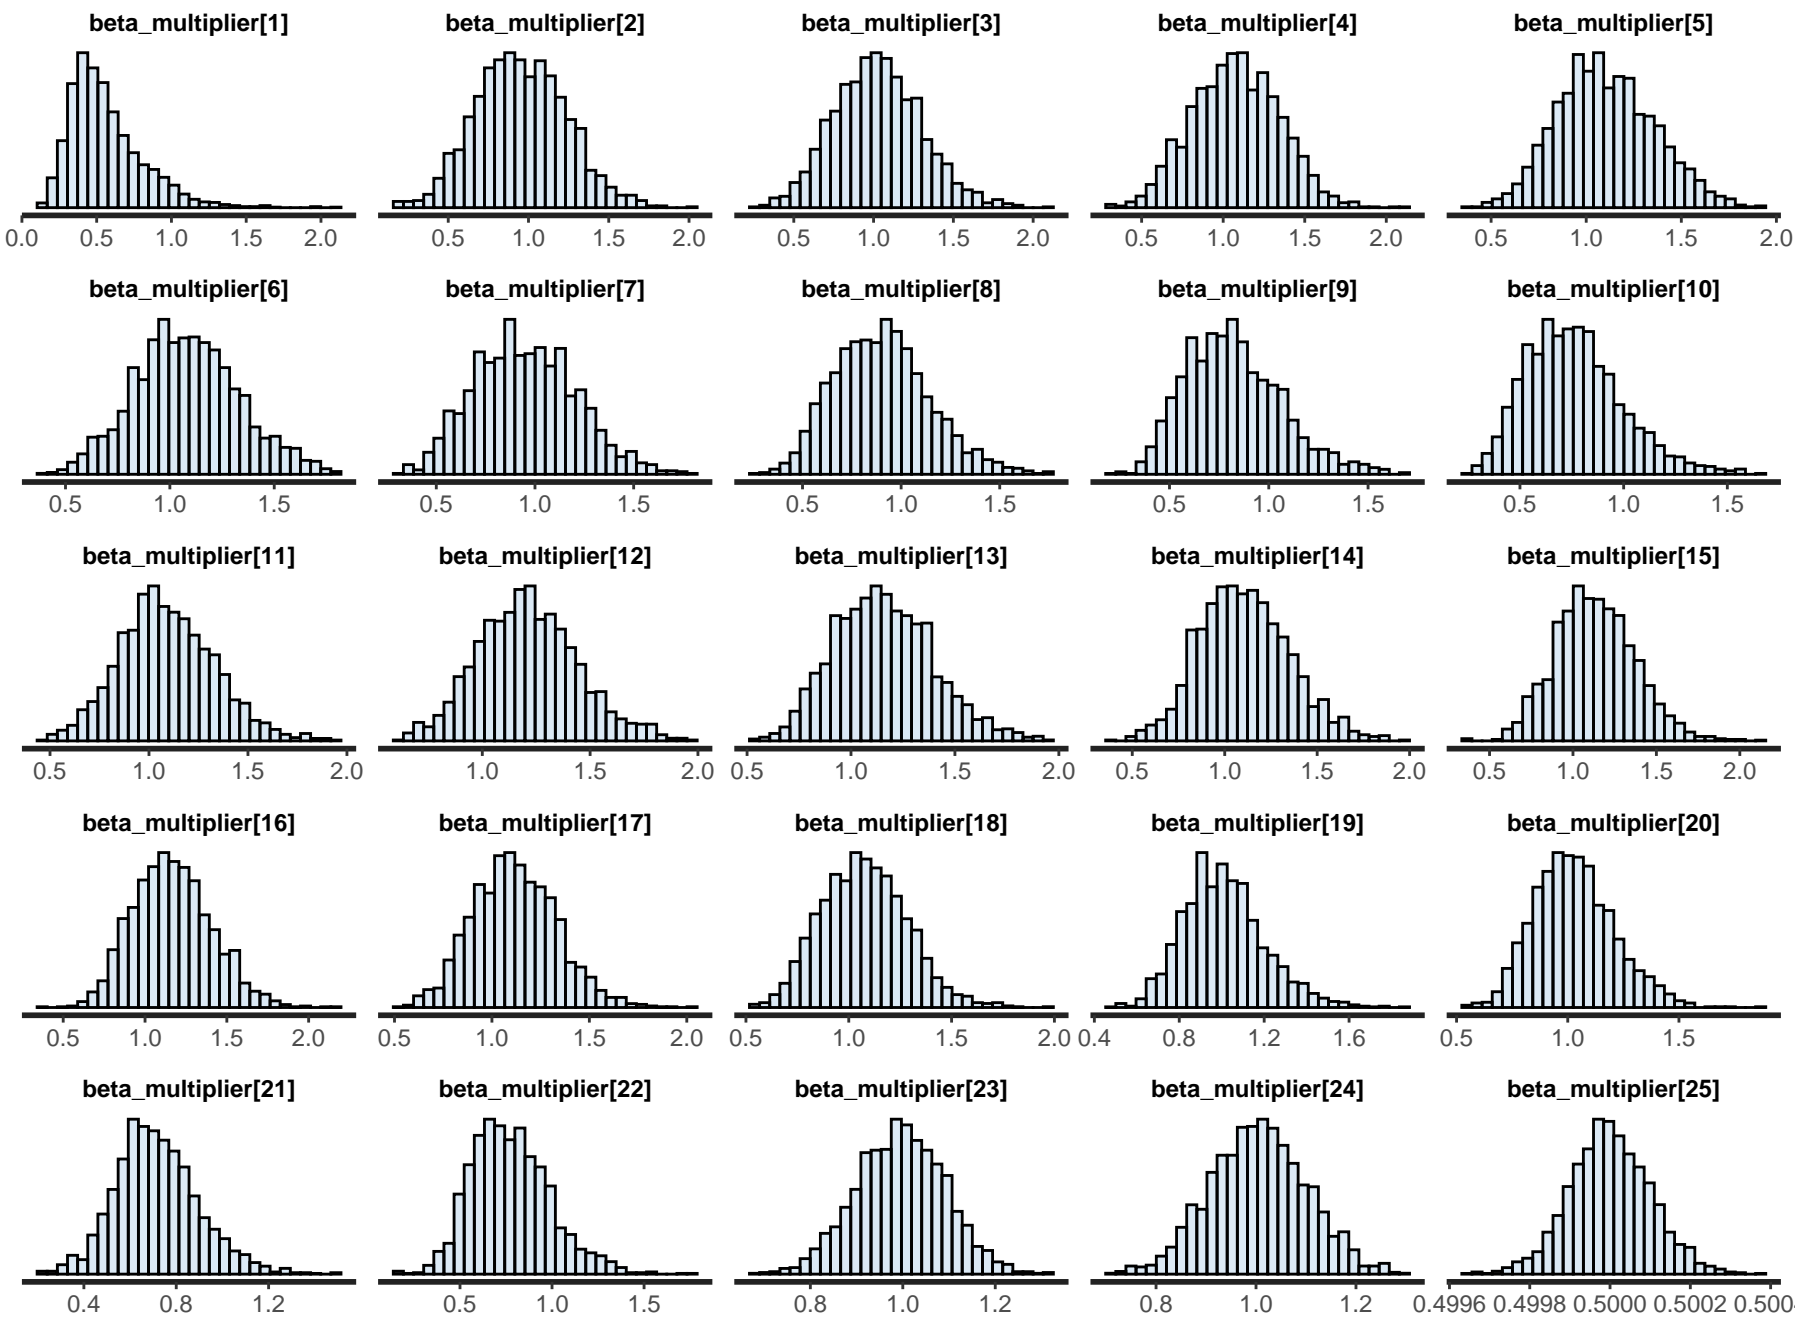 beta_multiplier[1] beta_multiplier[2] beta_multiplier[3] beta_multiplier[4] beta_multiplier[5]
0.0 0.5 1.0 1.5 2.0 0.5 1.0 1.5 2.0 0.5 1.0 1.5 2.0 0.5 1.0 1.5 2.0 0.5 1.0 1.5 2.0
beta_multiplier[6] beta_multiplier[7] beta_multiplier[8] beta_multiplier[9] beta_multiplier[10]
0.5 1.0 1.5 0.5 1.0 1.5 0.5 1.0 1.5 0.5 1.0 1.5 0.5 1.0 1.5
beta_multiplier[11] beta_multiplier[12] beta_multiplier[13] beta_multiplier[14] beta_multiplier[15]
0.5 1.0 1.5 2.0 1.0 1.5 2.0 0.5 1.0 1.5 2.0 0.5 1.0 1.5 2.0 0.5 1.0 1.5 2.0
beta_multiplier[16] beta_multiplier[17] beta_multiplier[18] beta_multiplier[19] beta_multiplier[20]
0.5 1.0 1.5 2.0 0.5 1.0 1.5 2.0 0.5 1.0 1.5 2.0 0.4 0.8 1.2 1.6 0.5 1.0 1.5
beta_multiplier[21] beta_multiplier[22] beta_multiplier[23] beta_multiplier[24] beta_multiplier[25]
0.4 0.8 1.2 0.5 1.0 1.5 0.8 1.0 1.2 0.8 1.0 1.2 0.4996 0.4998 0.5000 0.5002